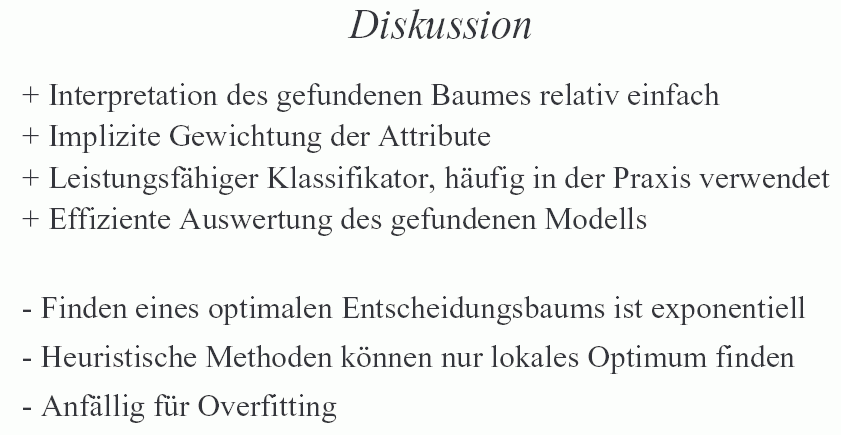 Diskussion
+ Interpretation des gefundenen Baumes relativ einfach
+ Implizite Gewichtung der Attribute
+ Leistungsfähiger Klassifikator, häufig in der Praxis verwendet
+ Effiziente Auswertung des gefundenen Modells
- Finden eines optimalen Entscheidungsbaums ist exponentiell
- Heuristische Methoden können nur lokales Optimum finden
- Anfällig für Overfitting